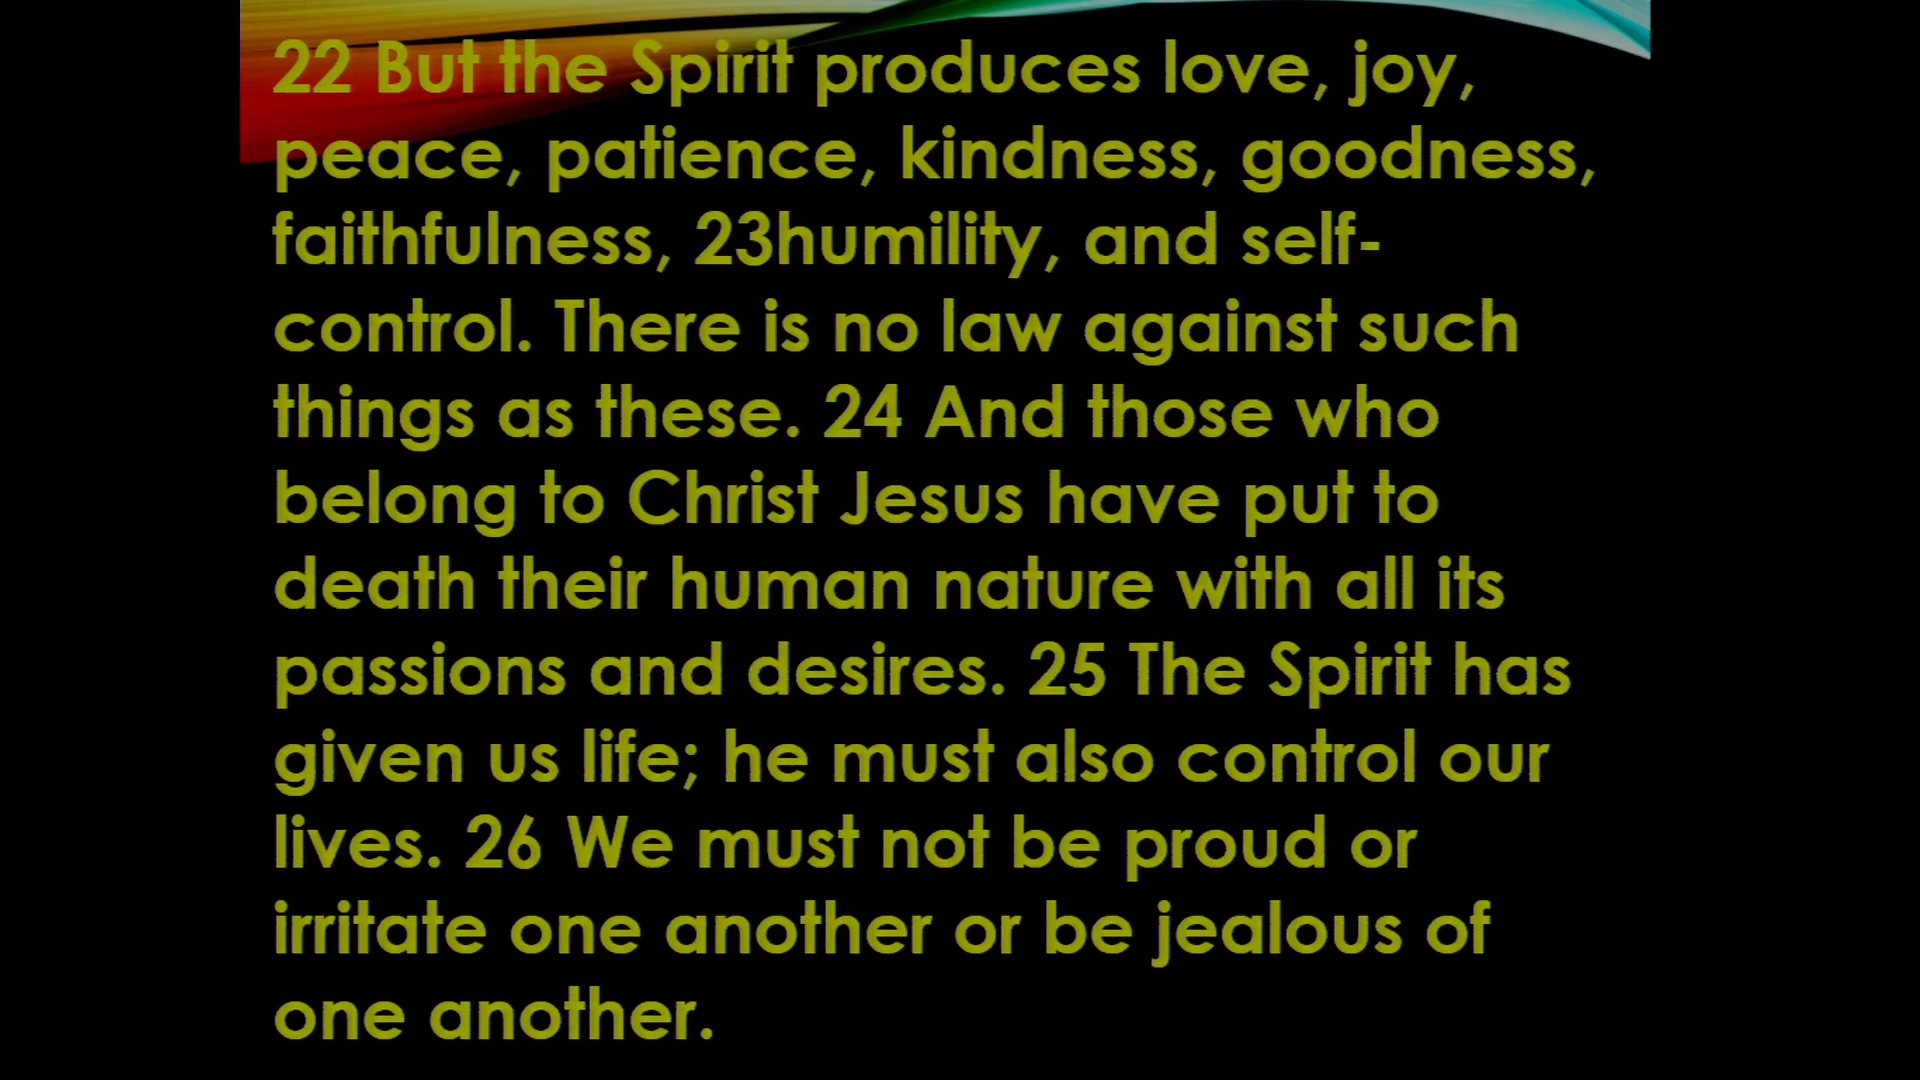 22 But the Spirit produces love, joy,
peace, patience, kindness, goodness,
faithfulness, 23humility, and self-
control. There is no law against such
things as these. 24 And those who
belong to Christ Jesus have put to
death their human nature with all its
passions and desires. 25 The Spirit has
given us life; he must also control our
lives. 26 We must not be proud or
irritate one another or be jealous of
one another.